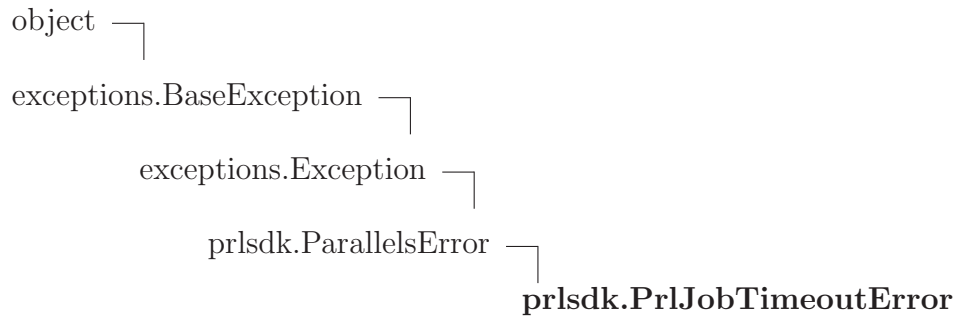 object
exceptions.BaseException
exceptions.Exception
prlsdk.ParallelsError
prlsdk.PrlJobTimeoutError